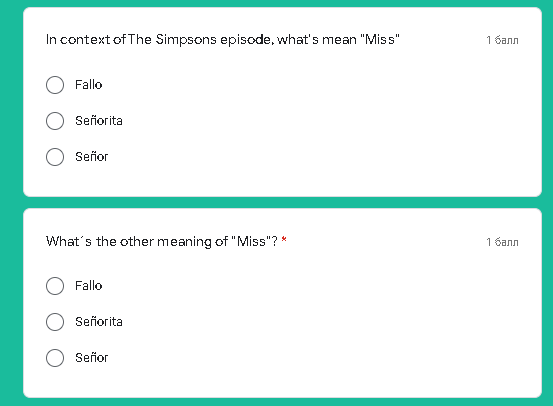 In context of The Simpsons episode, what's mean "Miss"
1 балл
Fallo
Señorita
Señor
What´s the other meaning of "Miss"? *
1 балл
Fallo
Señorita
Señor